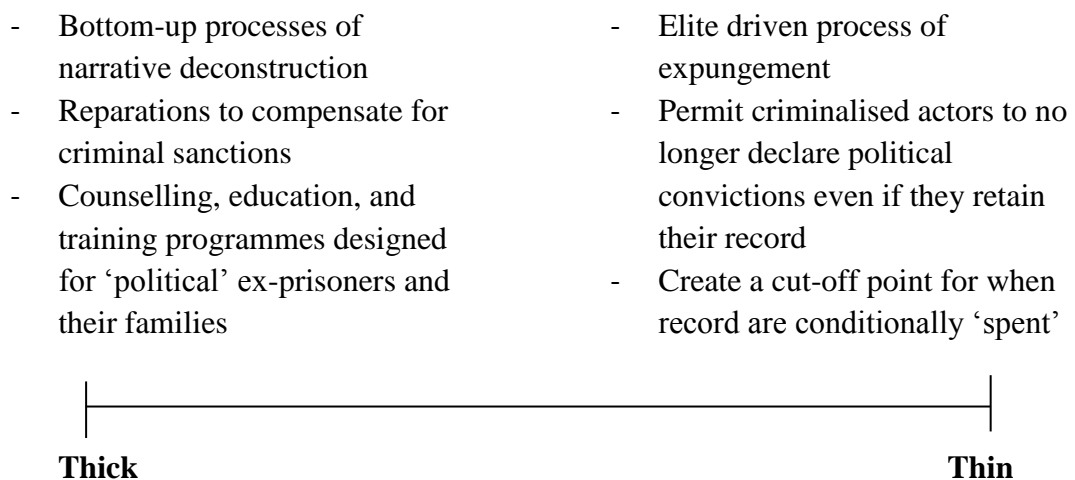 - Bottom-up processes of
narrative deconstruction
- Reparations to compensate for
criminal sanctions
- Counselling, education, and
training programmes designed
for ‘political’ ex-prisoners and
their families
- Elite driven process of
expungement
- Permit criminalised actors to no
longer declare political
convictions even if they retain
their record
- Create a cut-off point for when
record are conditionally ‘spent’
Thick
Thin